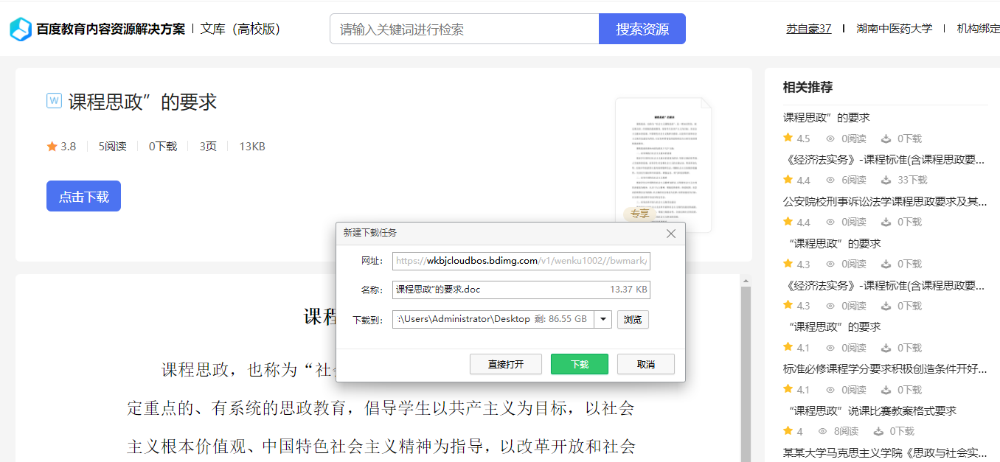 百度教育内容资源解决方案 | 文库（高校版）
请输入关键词进行检索
搜索资源
苏自豪37 | 湖南中医药大学 | 机构绑定
W 课程思政”的要求
3.8 5阅读 0下载 3页 13KB
点击下载
课程思政”的要求
专享
新建下载任务
网址： https://wkbjcloudbos.bdimg.com/v1/wenku1002//bwmark/
名称： 课程思政"的要求.doc 13.37 KB
下载到： :\Users\Administrator\Desktop 剩: 86.55 GB 浏览
直接打开 下载 取消
课程
课程思政，也称为“社
定重点的、有系统的思政教育，倡导学生以共产主义为目标，以社会
主义根本价值观、中国特色社会主义精神为指导，以改革开放和社会
相关推荐
课程思政”的要求
4.5 0阅读 0下载
《经济法实务》-课程标准(含课程思政要...
4.4 6阅读 33下载
公安院校刑事诉讼法学课程思政要求及其...
4.4 0阅读 0下载
“课程思政”的要求
4.3 0阅读 0下载
《经济法实务》-课程标准(含课程思政要...
4.3 0阅读 0下载
“课程思政”的要求
4.1 0阅读 0下载
标准必修课程学分要求积极创造条件开好...
4.1 0阅读 0下载
“课程思政”说课比赛教案格式要求
4 8阅读 0下载
某某大学马克思主义学院《思政与社会实...